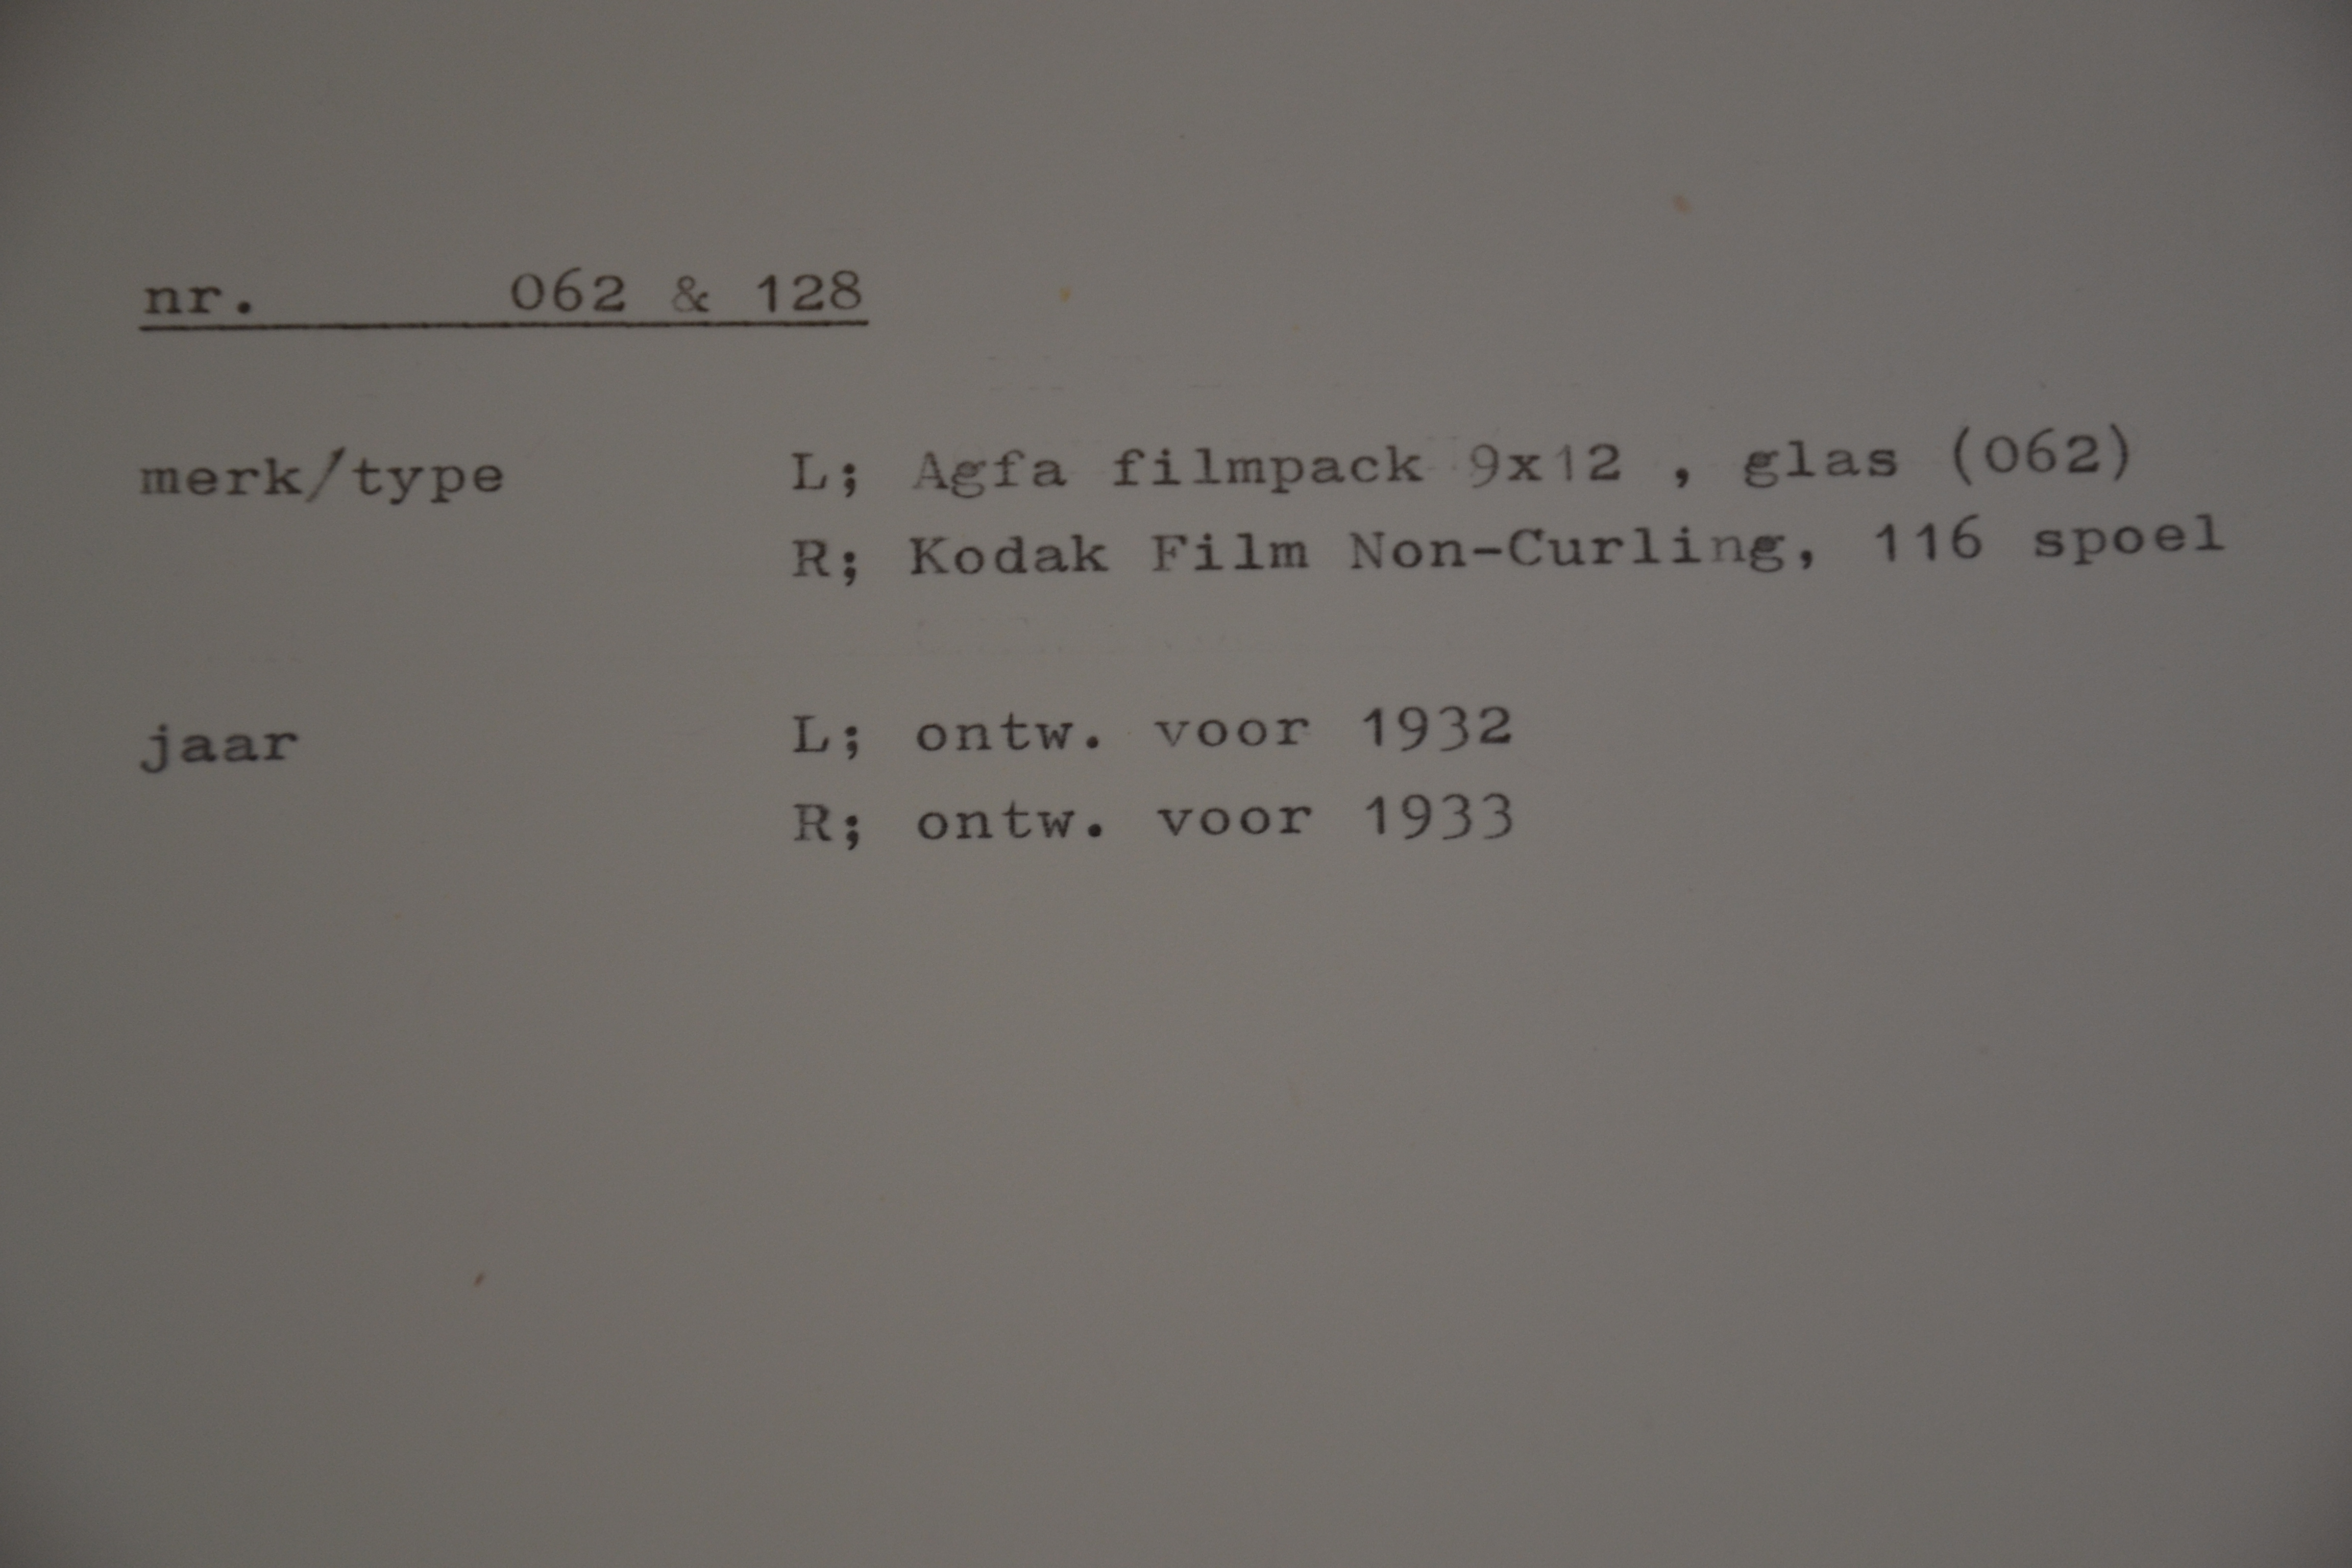 nr. 062 & 128
merk/type L; Agfa filmpack 9x12 , glas (062)
R; Kodak Film Non-Curling, 116 spoel
jaar L; ontw. voor 1932
R; ontw. voor 1933